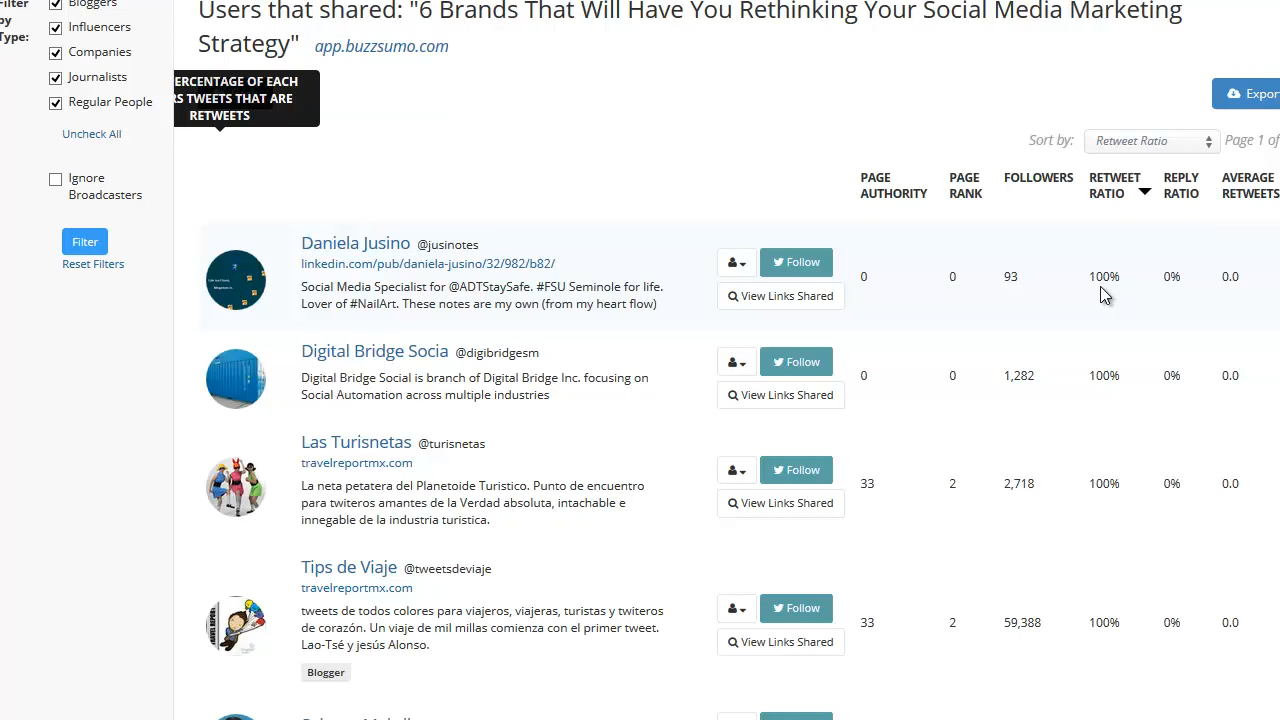 Filter
by
Type:
Bloggers
Influencers
Companies
Journalists
Regular People
Uncheck All
Ignore
Broadcasters
Filter
Reset Filters
Users that shared: "6 Brands That Will Have You Rethinking Your Social Media Marketing
Strategy" app.buzzsumo.com
ERCENTAGE OF EACH
RS TWEETS THAT ARE
RETWEETS
Expor
Sort by: Retweet Ratio Page 1 of
PAGE AUTHORITY PAGE RANK FOLLOWERS RETWEET RATIO REPLY RATIO AVERAGE RETWEETS
Daniela Jusino @jusinotes
linkedin.com/pub/daniela-jusino/32/982/b82/
Social Media Specialist for @ADTStaySafe. #FSU Seminole for life.
Lover of #NailArt. These notes are my own (from my heart flow)
Follow
View Links Shared
0 0 93 100% 0% 0.0
Digital Bridge Socia @digibridgesm
Digital Bridge Social is branch of Digital Bridge Inc. focusing on
Social Automation across multiple industries
Follow
View Links Shared
0 0 1,282 100% 0% 0.0
Las Turisnetas @turisnetas
travelreportmx.com
La neta petatera del Planetoide Turistico. Punto de encuentro
para twiteros amantes de la Verdad absoluta, intachable e
innegable de la industria turistica.
Follow
View Links Shared
33 2 2,718 100% 0% 0.0
Tips de Viaje @tweetsdeviaje
travelreportmx.com
tweets de todos colores para viajeros, viajeras, turistas y twiteros
de corazón. Un viaje de mil millas comienza con el primer tweet.
Lao-Tsé y jesús Alonso.
Blogger
Follow
View Links Shared
33 2 59,388 100% 0% 0.0